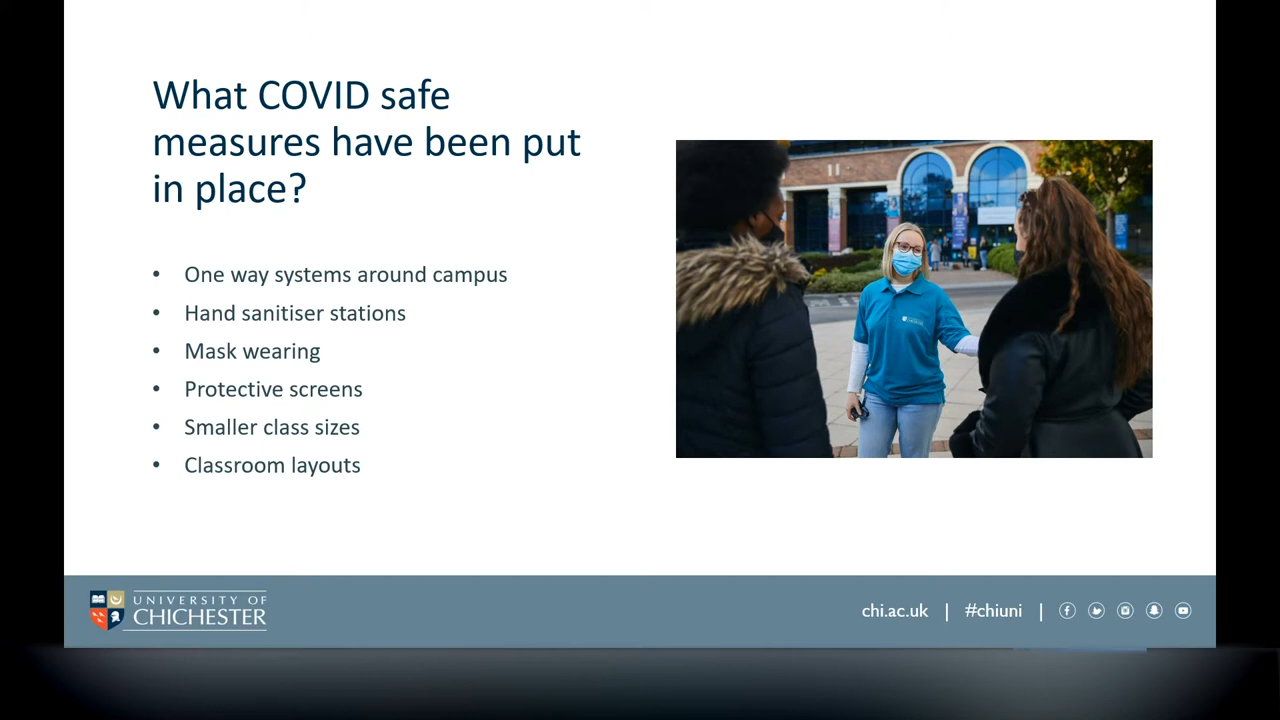 What COVID safe
measures have been put
in place?
• One way systems around campus
• Hand sanitiser stations
• Mask wearing
• Protective screens
• Smaller class sizes
• Classroom layouts
UNIVERSITY OF
CHICHESTER
chi.ac.uk | #chiuni |